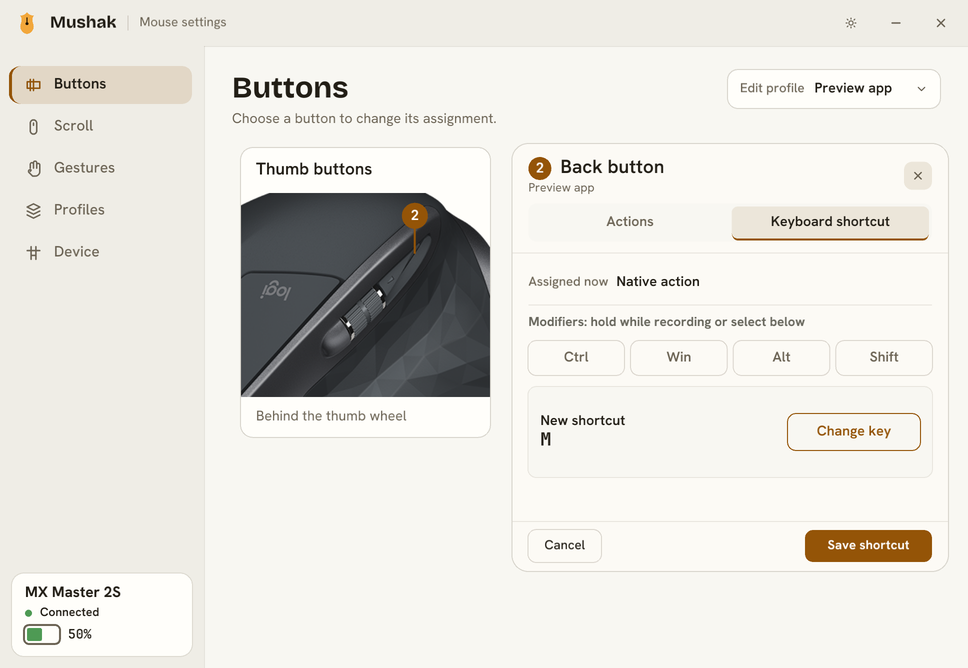 Mushak
Mouse settings
Buttons
Scroll
Gestures
Profiles
Device
MX Master 2S
Connected
50%
Buttons
Choose a button to change its assignment.
Edit profile Preview app
Thumb buttons
2
logi
Behind the thumb wheel
2 Back button
Preview app
Actions
Keyboard shortcut
Assigned now Native action
Modifiers: hold while recording or select below
Ctrl
Win
Alt
Shift
New shortcut
M
Change key
Cancel
Save shortcut